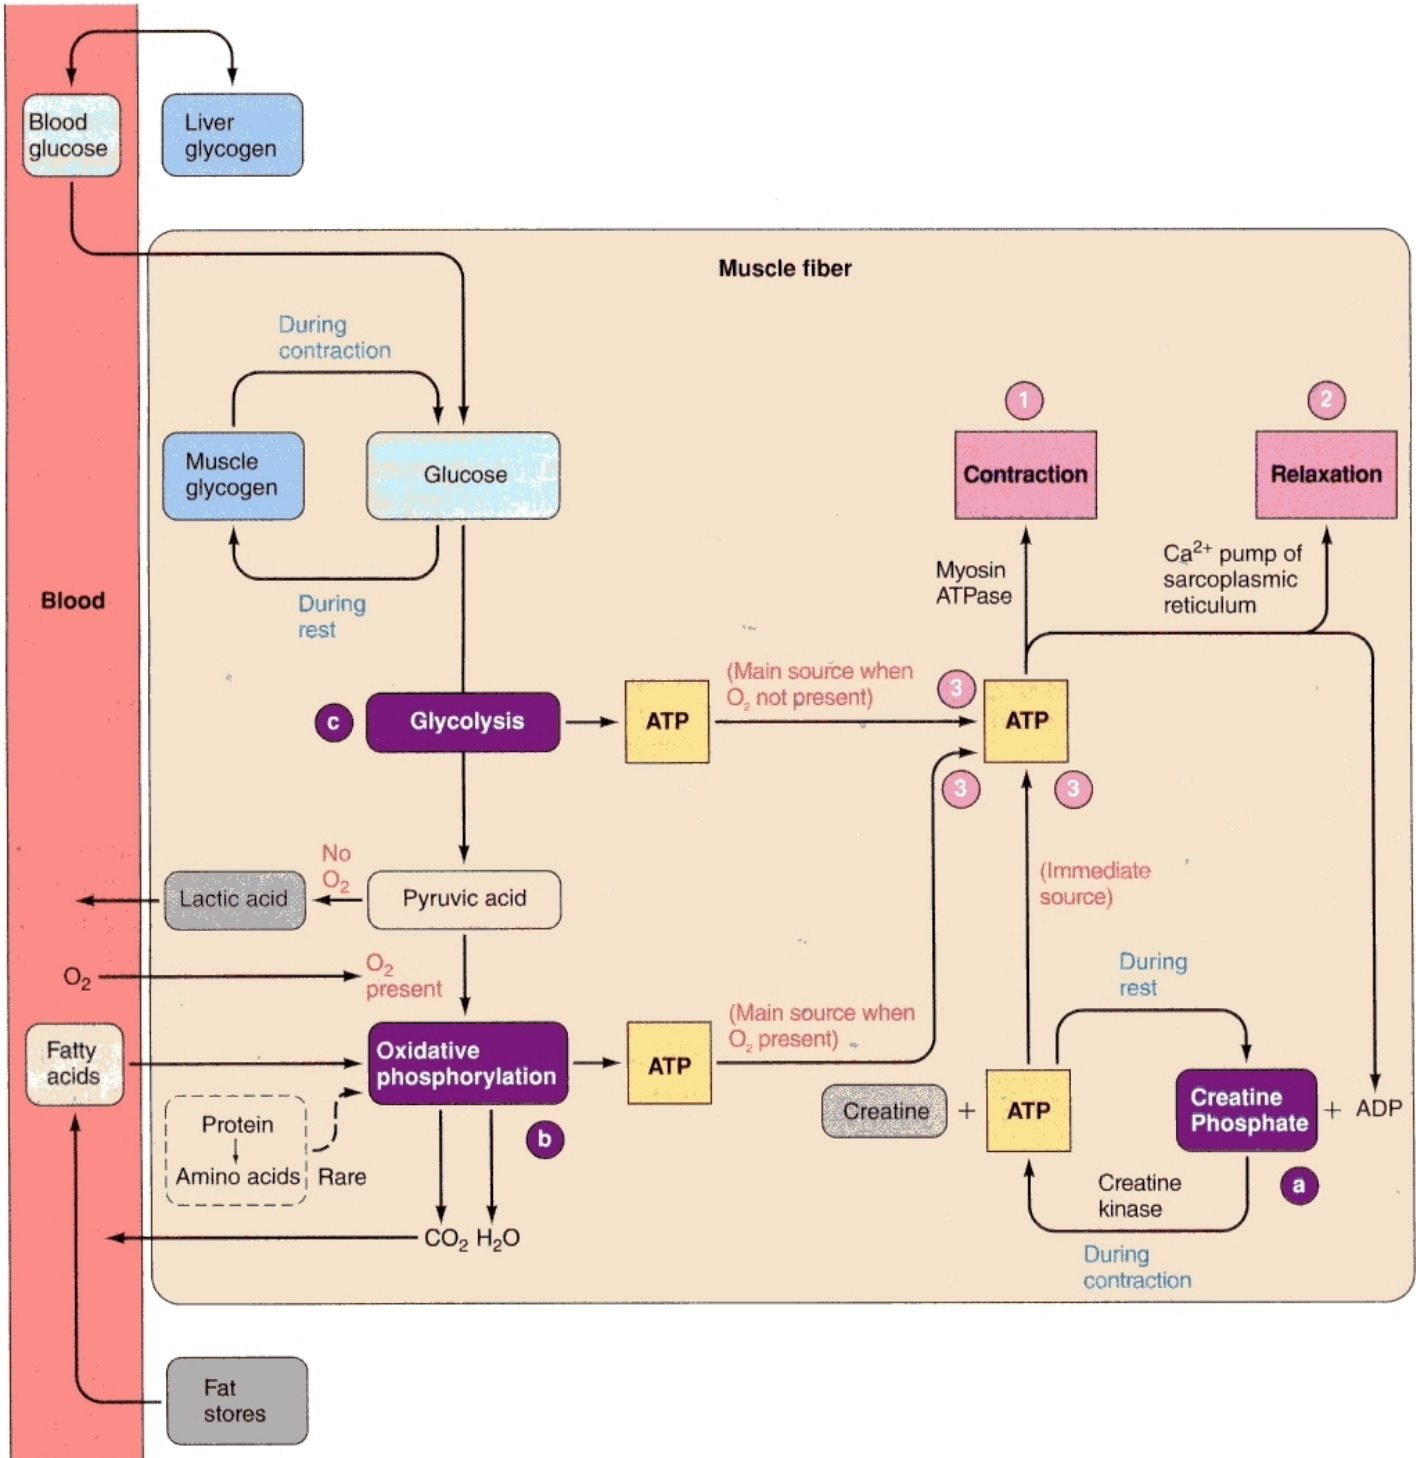 Blood
glucose
Liver
glycogen
Muscle fiber
During
contraction
1
2
Muscle
glycogen
Glucose
Contraction
Relaxation
Myosin
ATPase
Ca²⁺ pump of
sarcoplasmic
reticulum
Blood
During
rest
(Main source when
O₂ not present)
3
c
Glycolysis
ATP
ATP
3
3
No
O₂
(Immediate
source)
Lactic acid
Pyruvic acid
O₂
O₂
present
During
rest
(Main source when
O₂ present)
Fatty
acids
Oxidative
phosphorylation
ATP
Creatine
+
ATP
Creatine
Phosphate
+ ADP
Protein
Amino acids
Rare
b
a
Creatine
kinase
CO₂ H₂O
During
contraction
Fat
stores